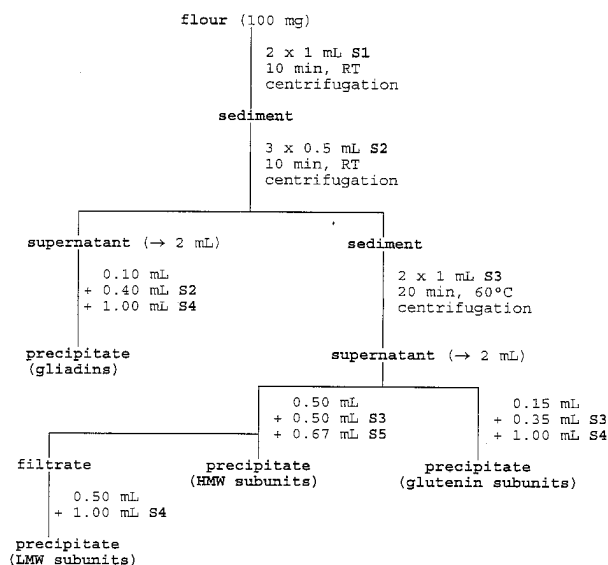 flour (100 mg)
2 x 1 mL S1
10 min, RT
centrifugation
sediment
3 x 0.5 mL S2
10 min, RT
centrifugation
supernatant (→ 2 mL)
0.10 mL
+ 0.40 mL S2
+ 1.00 mL S4
precipitate
(gliadins)
sediment
2 x 1 mL S3
20 min, 60°C
centrifugation
supernatant (→ 2 mL)
0.50 mL
+ 0.50 mL S3
+ 0.67 mL S5
0.15 mL
+ 0.35 mL S3
+ 1.00 mL S4
filtrate
precipitate
(HMW subunits)
precipitate
(glutenin subunits)
0.50 mL
+ 1.00 mL S4
precipitate
(LMW subunits)